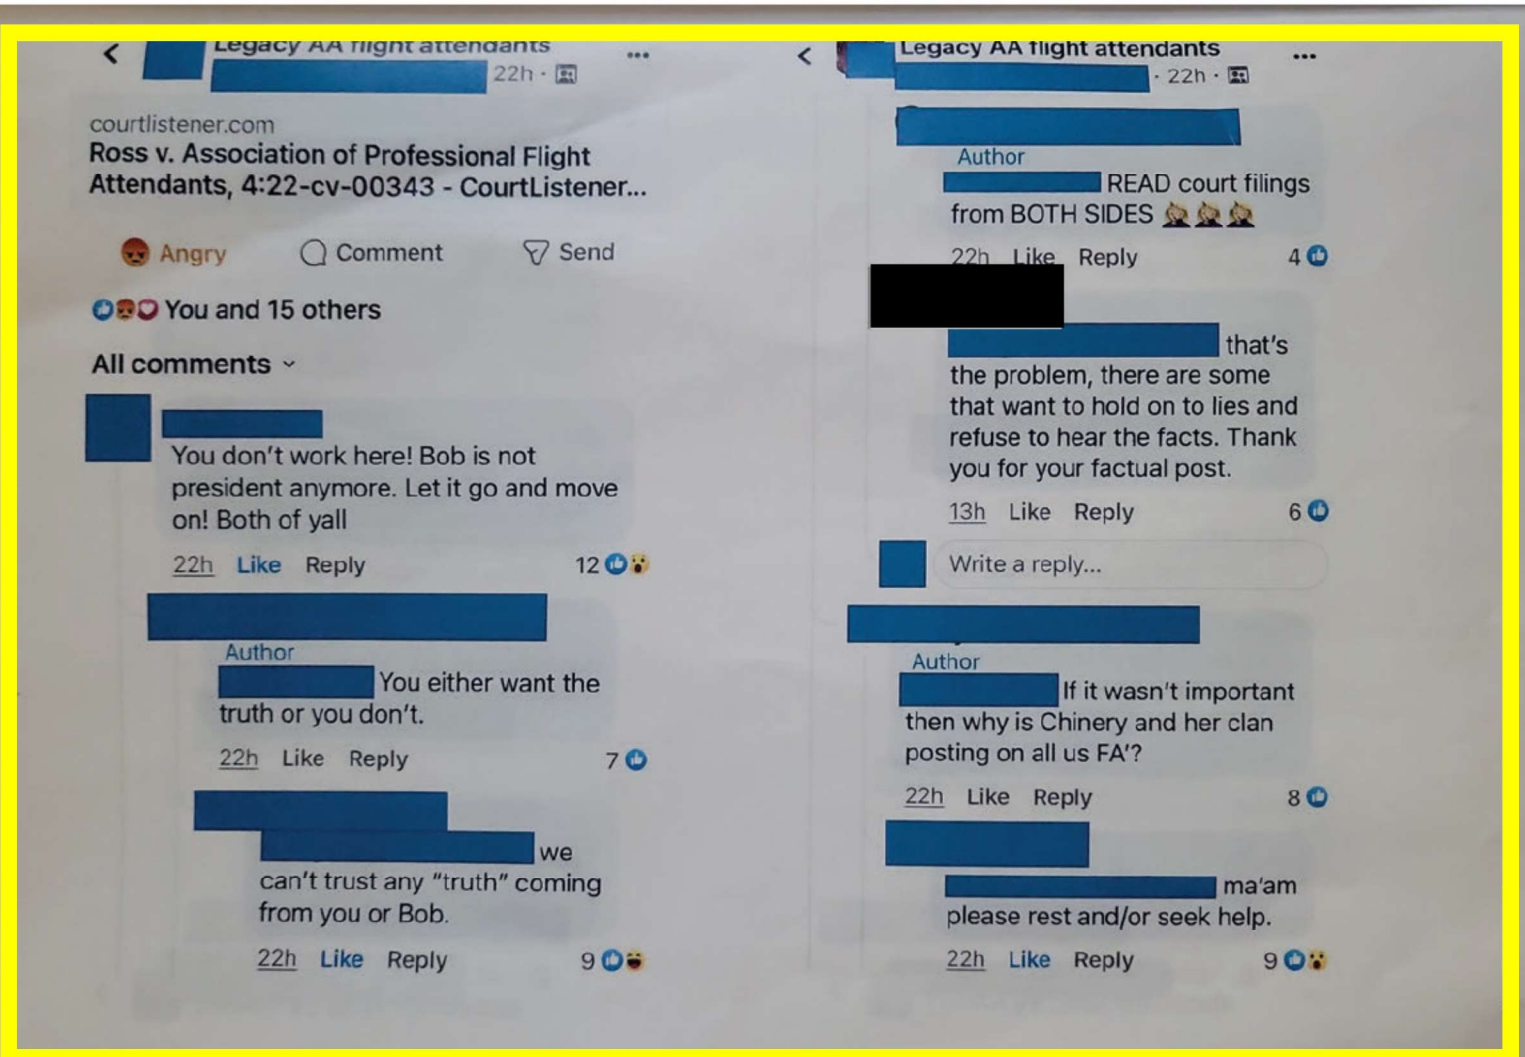 Legacy AA flight attendants
22h ·
courtlistener.com
Ross v. Association of Professional Flight
Attendants, 4:22-cv-00343 - CourtListener...
Angry Comment Send
You and 15 others
All comments
You don't work here! Bob is not
president anymore. Let it go and move
on! Both of yall
22h Like Reply 12
Author
You either want the
truth or you don't.
22h Like Reply 7
we
can't trust any "truth" coming
from you or Bob.
22h Like Reply 9
Legacy AA flight attendants
· 22h ·
Author
READ court filings
from BOTH SIDES 🤦🏼‍♀️🤦🏼‍♀️🤦🏼‍♀️
22h Like Reply 4
that's
the problem, there are some
that want to hold on to lies and
refuse to hear the facts. Thank
you for your factual post.
13h Like Reply 6
Write a reply...
Author
If it wasn't important
then why is Chinery and her clan
posting on all us FA'?
22h Like Reply 8
ma'am
please rest and/or seek help.
22h Like Reply 9